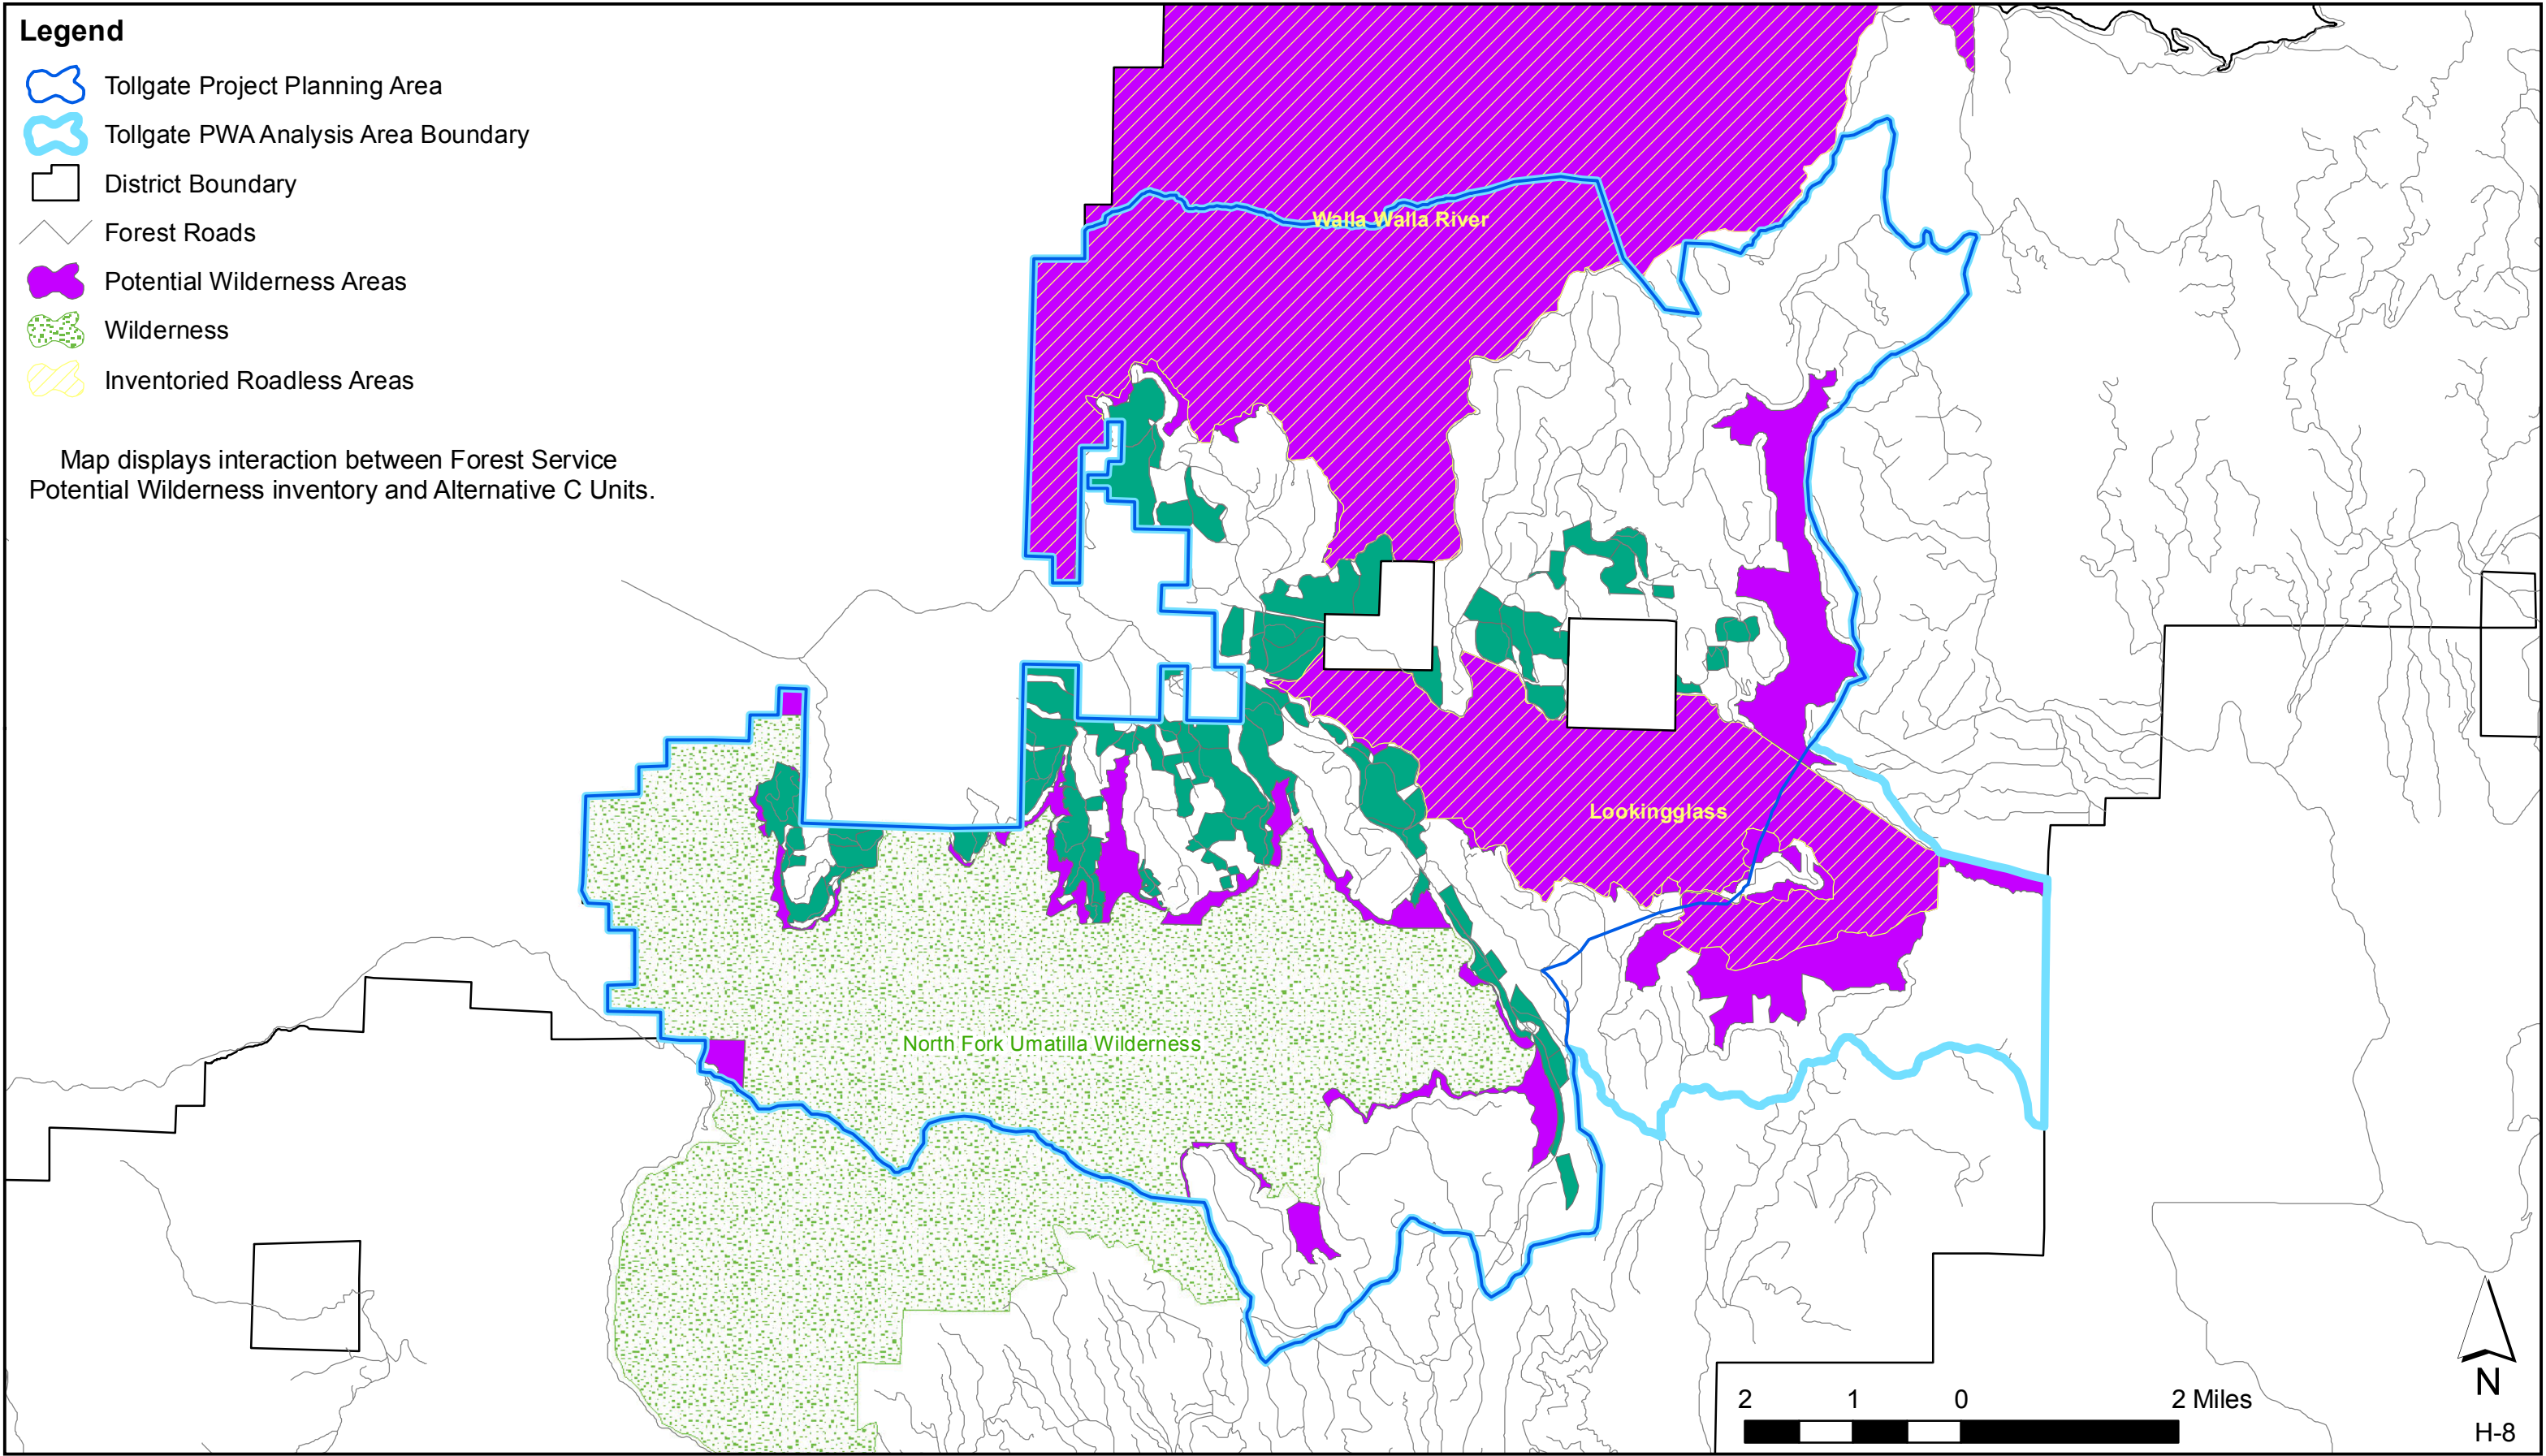 Legend
Tollgate Project Planning Area
Tollgate PWA Analysis Area Boundary
District Boundary
Forest Roads
Potential Wilderness Areas
Wilderness
Inventoried Roadless Areas
Map displays interaction between Forest Service
Potential Wilderness inventory and Alternative C Units.
Walla Walla River
Lookingglass
North Fork Umatilla Wilderness
2 1 0 2 Miles
N
H-8